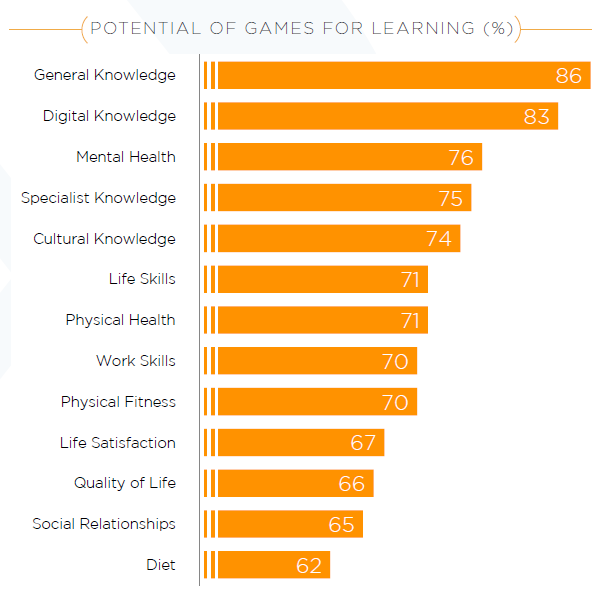 POTENTIAL OF GAMES FOR LEARNING (%)
General Knowledge 86
Digital Knowledge 83
Mental Health 76
Specialist Knowledge 75
Cultural Knowledge 74
Life Skills 71
Physical Health 71
Work Skills 70
Physical Fitness 70
Life Satisfaction 67
Quality of Life 66
Social Relationships 65
Diet 62